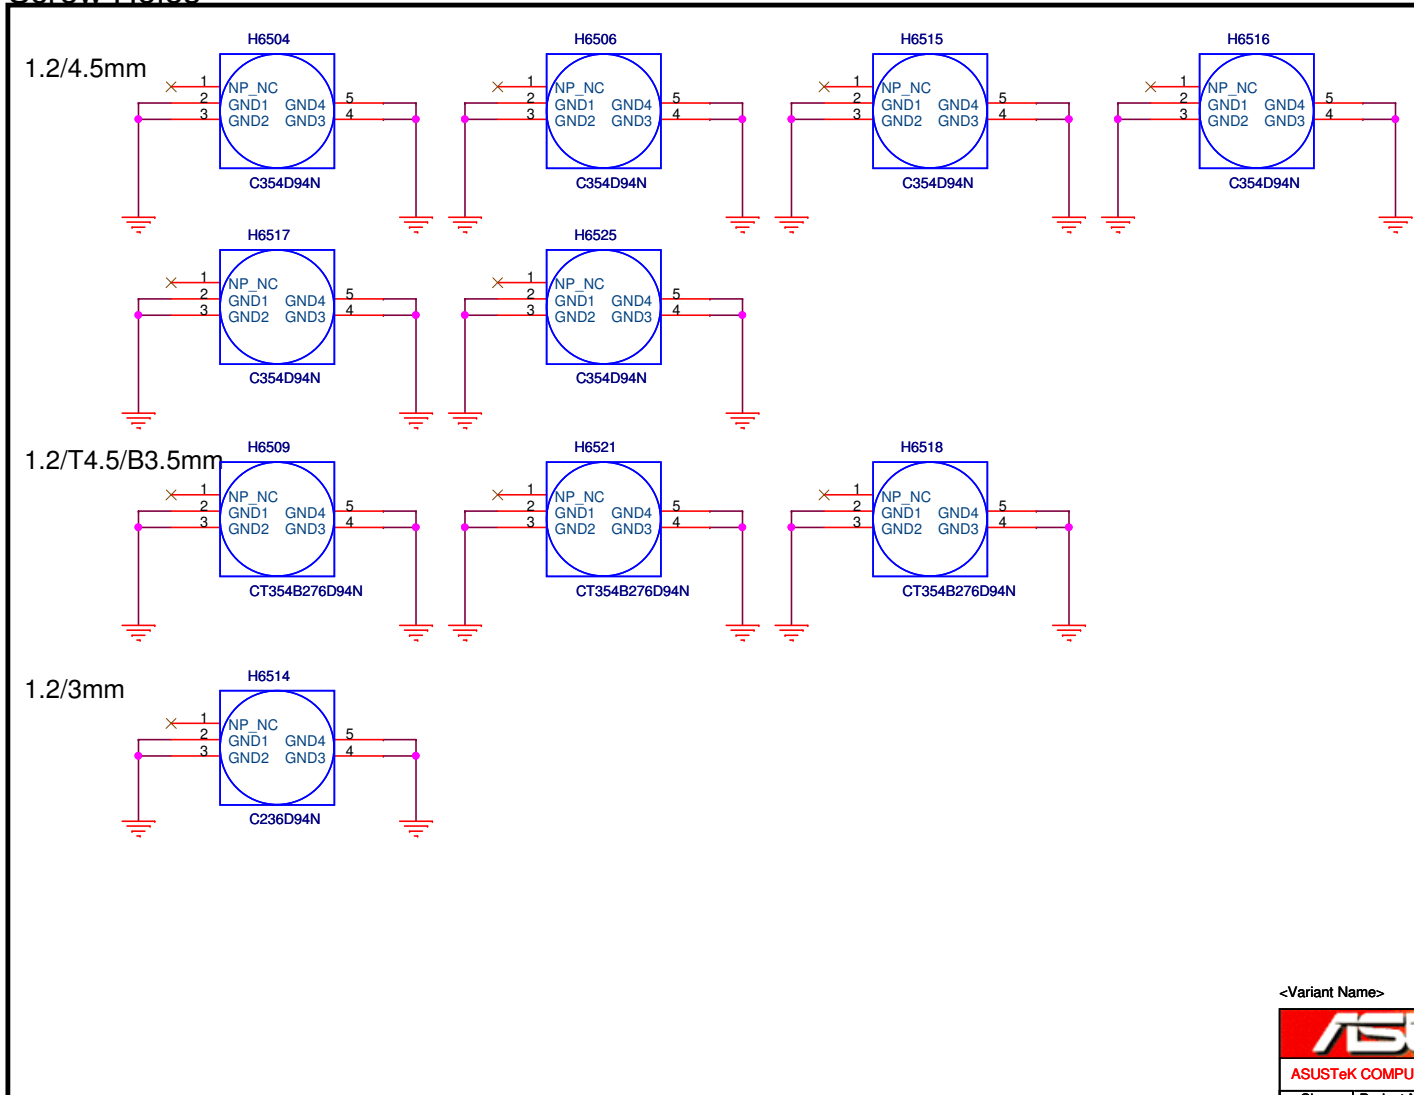 Screw Holes
1.2/4.5mm
H6504
1 NP_NC
2 GND1 GND4 5
3 GND2 GND3 4
C354D94N
H6506
1 NP_NC
2 GND1 GND4 5
3 GND2 GND3 4
C354D94N
H6515
1 NP_NC
2 GND1 GND4 5
3 GND2 GND3 4
C354D94N
H6516
1 NP_NC
2 GND1 GND4 5
3 GND2 GND3 4
C354D94N
H6517
1 NP_NC
2 GND1 GND4 5
3 GND2 GND3 4
C354D94N
H6525
1 NP_NC
2 GND1 GND4 5
3 GND2 GND3 4
C354D94N
1.2/T4.5/B3.5mm
H6509
1 NP_NC
2 GND1 GND4 5
3 GND2 GND3 4
CT354B276D94N
H6521
1 NP_NC
2 GND1 GND4 5
3 GND2 GND3 4
CT354B276D94N
H6518
1 NP_NC
2 GND1 GND4 5
3 GND2 GND3 4
CT354B276D94N
1.2/3mm
H6514
1 NP_NC
2 GND1 GND4 5
3 GND2 GND3 4
C236D94N
<Variant Name>
ASUSTeK COMPU